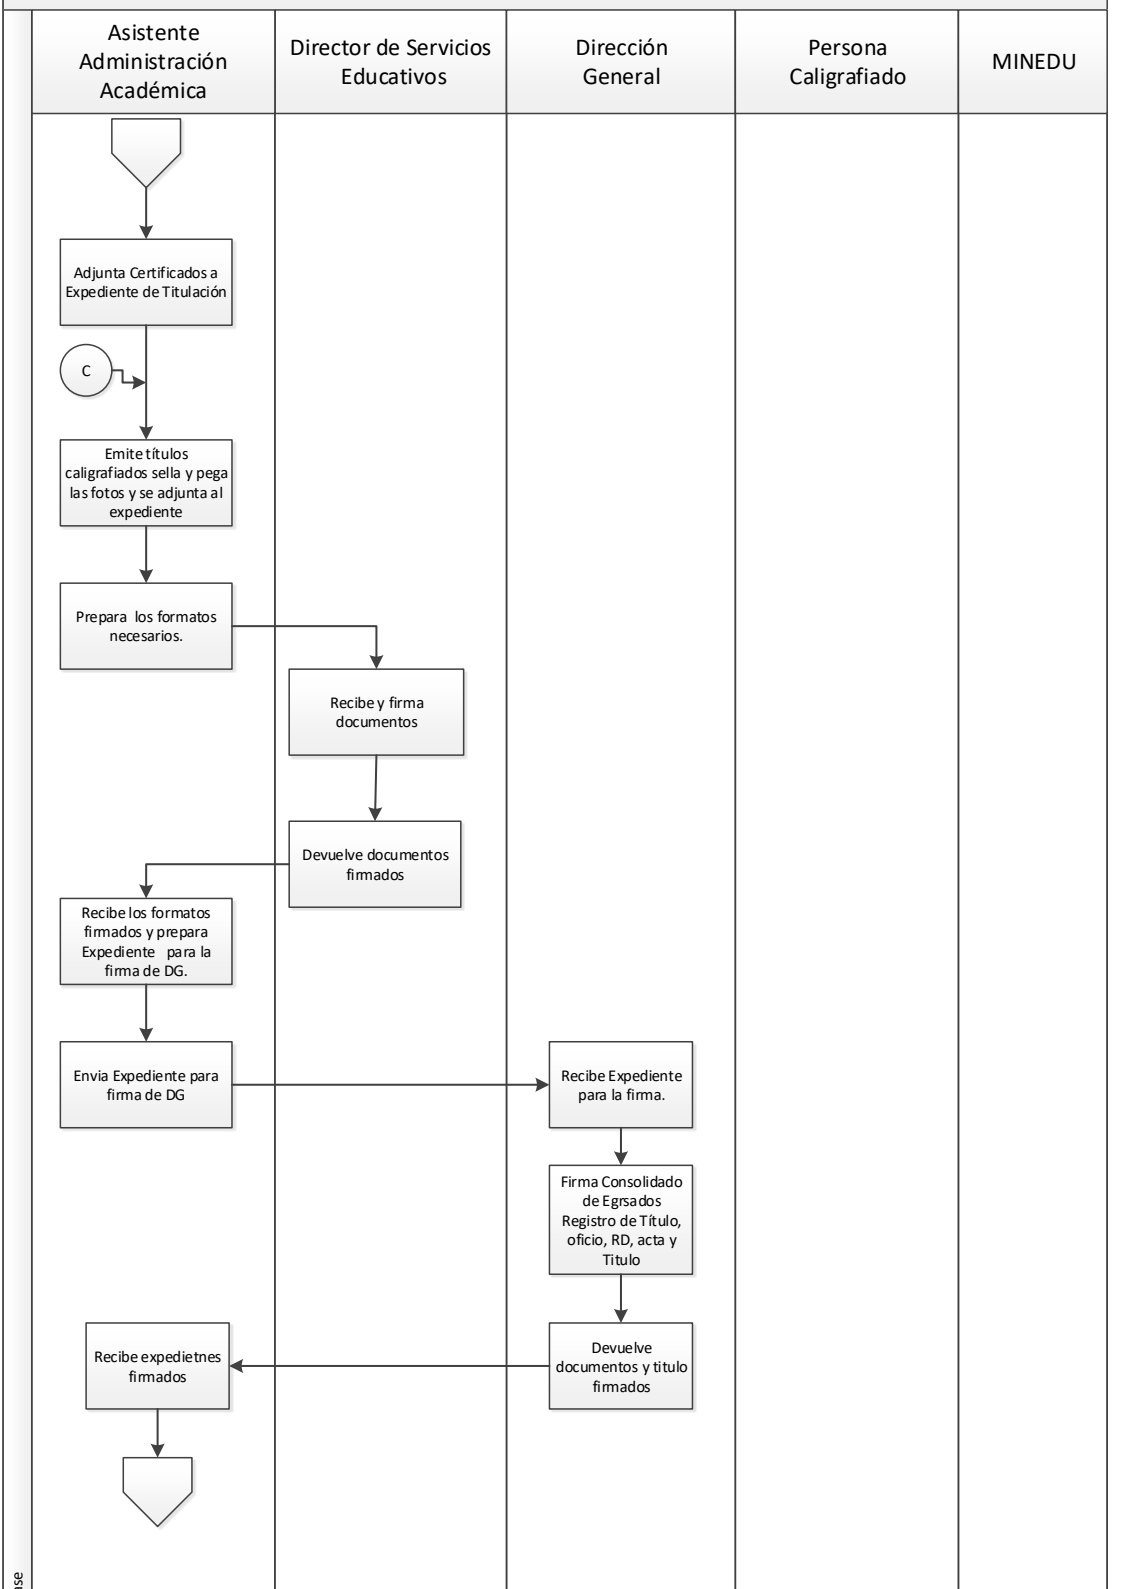 Asistente
Administración
Académica
Director de Servicios
Educativos
Dirección
General
Persona
Caligrafiado
MINEDU
Adjunta Certificados a
Expediente de Titulación
C
Emite títulos
caligrafiados sella y pega
las fotos y se adjunta al
expediente
Prepara los formatos
necesarios.
Recibe y firma
documentos
Devuelve documentos
firmados
Recibe los formatos
firmados y prepara
Expediente para la
firma de DG.
Envia Expediente para
firma de DG
Recibe Expediente
para la firma.
Firma Consolidado
de Egrsados
Registro de Título,
oficio, RD, acta y
Titulo
Devuelve
documentos y titulo
firmados
Recibe expedietnes
firmados